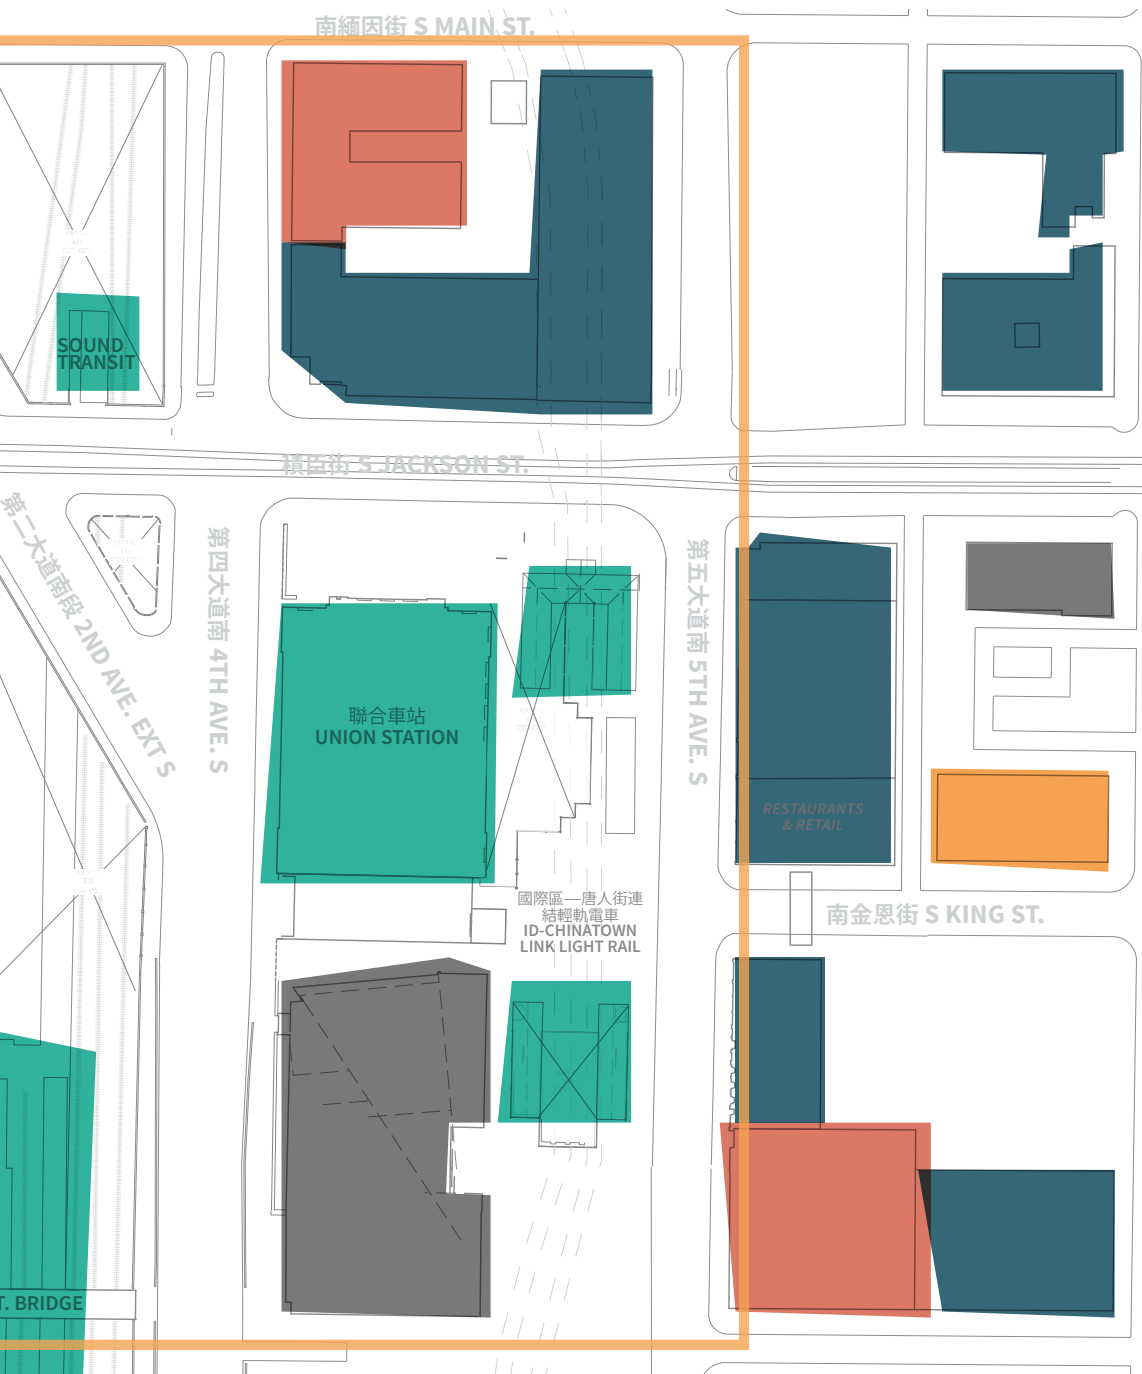 南緬因街 S MAIN ST.
SOUND
TRANSIT
積臣街 S JACKSON ST.
第二大道南段 2ND AVE. EXT S
第四大道南 4TH AVE. S
第五大道南 5TH AVE. S
聯合車站
UNION STATION
RESTAURANTS
& RETAIL
國際區—唐人街連
結輕軌電車
ID-CHINATOWN
LINK LIGHT RAIL
南金恩街 S KING ST.
T. BRIDGE